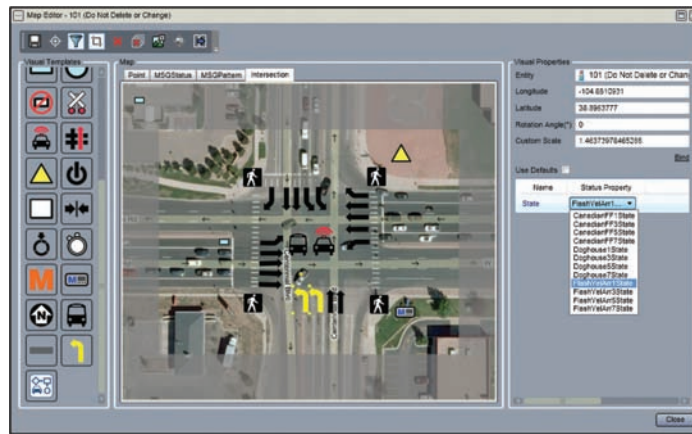 Map Editor - 101 (Do Not Delete or Change)
Visual Templates
Map
Visual Properties
Point
MSGStatus
MSGPattern
Intersection
Entity
101 (Do Not Delete or Chan
Longitude
-104.8810931
Latitude
38.8963777
Rotation Angle(°)
0
Custom Scale
1.46373978465286
Bind
Use Defaults
Name
Status Property
State
FlashYelArr1...
CanadianFF1State
CanadianFF3State
CanadianFF5State
CanadianFF7State
Doghouse1State
Doghouse3State
Doghouse5State
Doghouse7State
FlashYelArr1State
FlashYelArr3State
FlashYelArr5State
FlashYelArr7State
M
M
N
Close